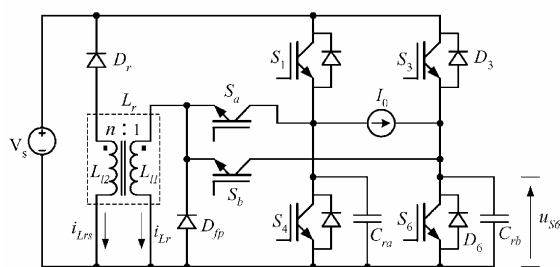 D_r
S_1
S_3
D_3
L_r
S_a
I_0
n : 1
V_s
L_l2
L_l1
S_b
i_Lrs
i_Lr
D_fp
S_4
C_ra
S_6
D_6
C_rb
u_S6